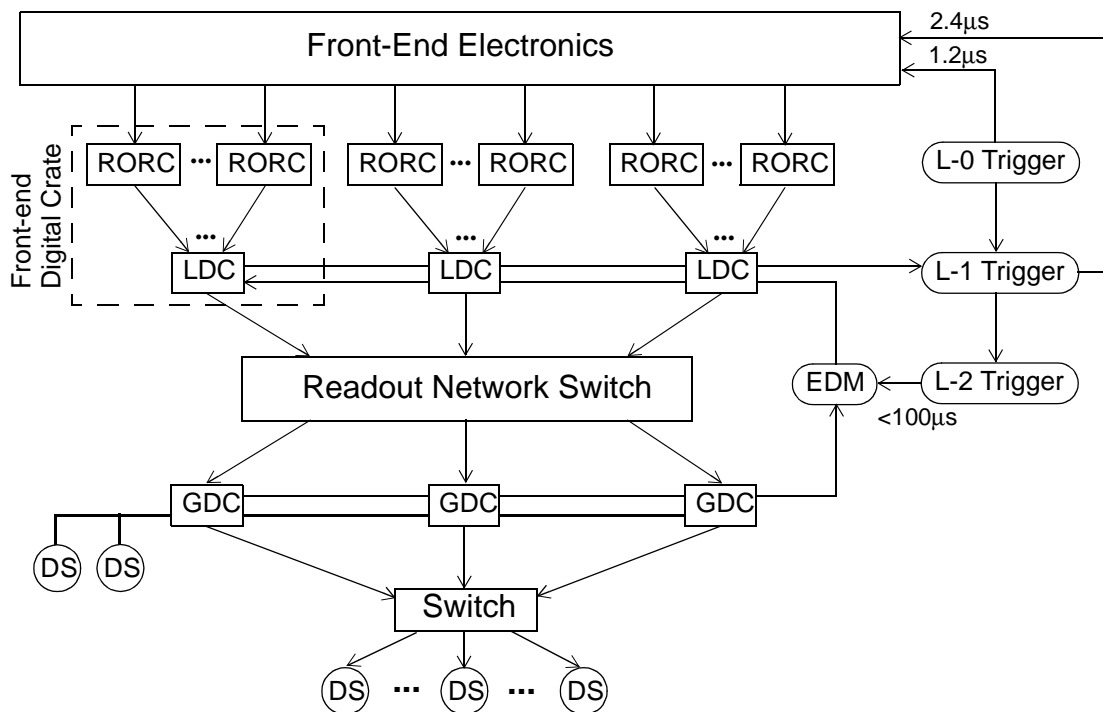 Front-End Electronics
2.4μs
1.2μs
Front-end
Digital Crate
RORC ... RORC
RORC ... RORC
RORC ... RORC
L-0 Trigger
...
...
...
LDC
LDC
LDC
L-1 Trigger
Readout Network Switch
EDM
L-2 Trigger
<100μs
GDC
GDC
GDC
DS
DS
Switch
DS ... DS ... DS